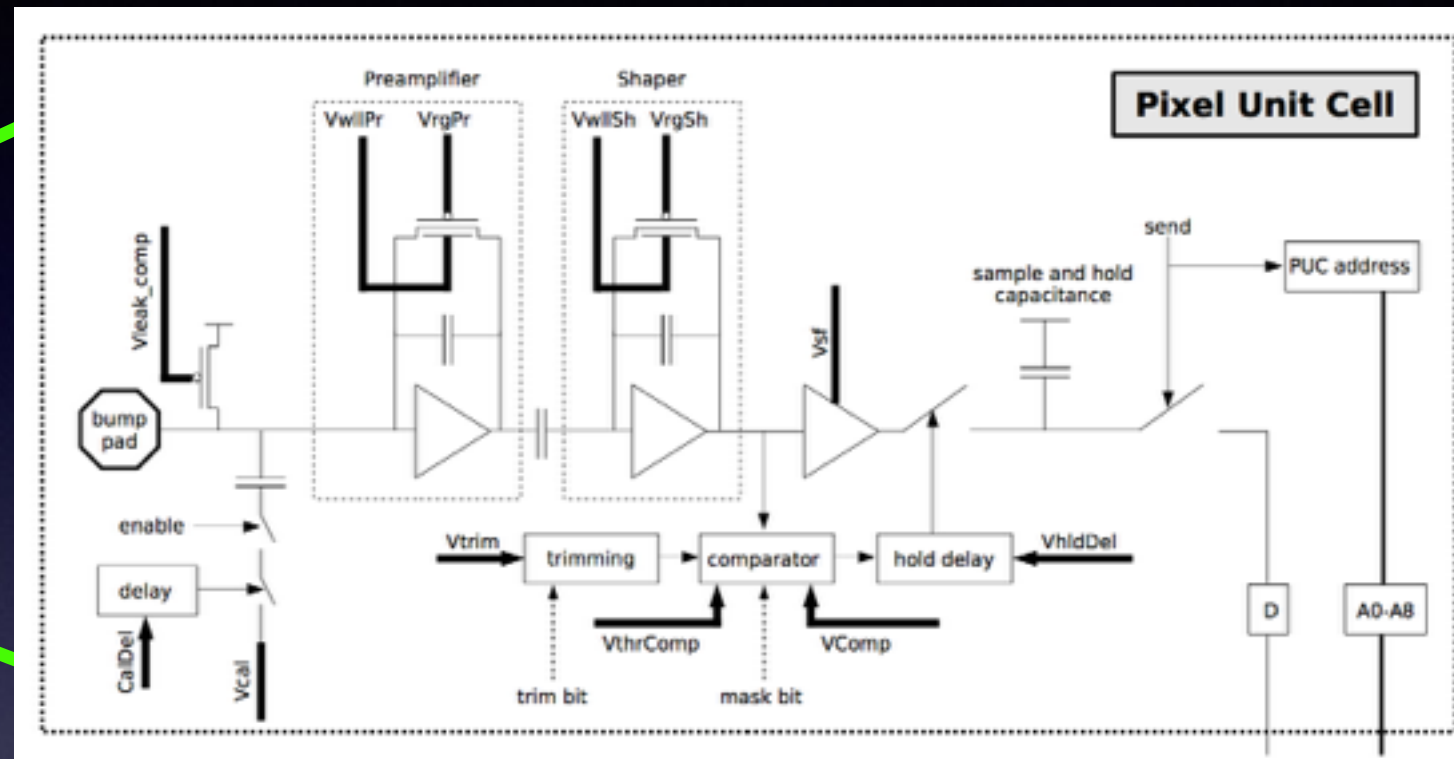 Pixel Unit Cell
Preamplifier
Shaper
VwllPr
VrgPr
VwllSh
VrgSh
Vleak_comp
bump
pad
Vsf
send
sample and hold
capacitance
PUC address
enable
delay
CalDel
Vcal
Vtrim
trimming
comparator
hold delay
VhldDel
VthrComp
VComp
trim bit
mask bit
D
A0-A8